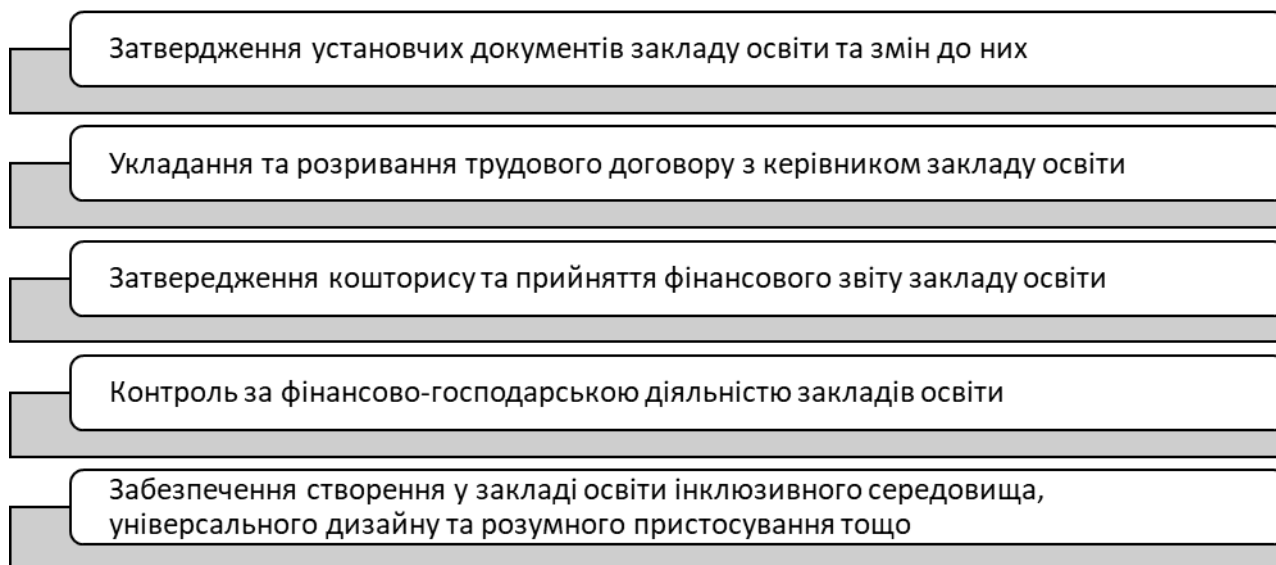 Затвердження установчих документів закладу освіти та змін до них
Укладання та розривання трудового договору з керівником закладу освіти
Затвередження кошторису та прийняття фінансового звіту закладу освіти
Контроль за фінансово-господарською діяльністю закладів освіти
Забезпечення створення у закладі освіти інклюзивного середовища,
універсального дизайну та розумного пристосування тощо